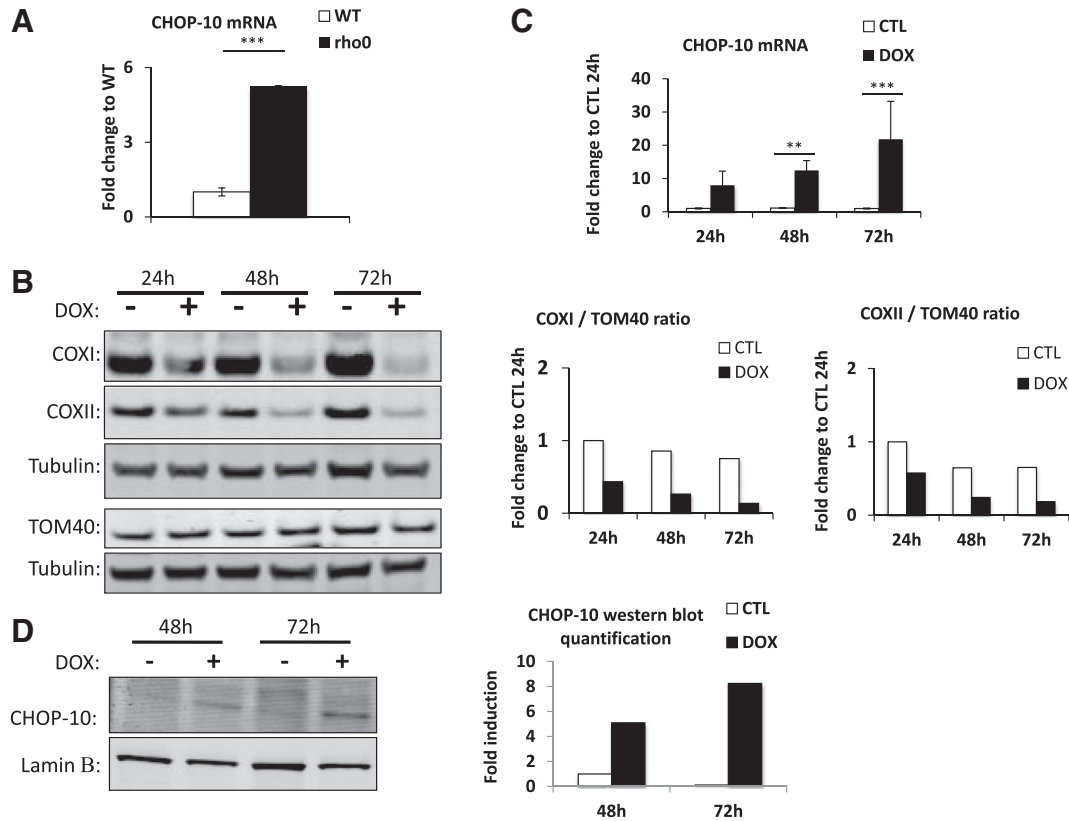 A
CHOP-10 mRNA
WT
rho0
***
Fold change to WT
6
3
0
C
CHOP-10 mRNA
CTL
DOX
Fold change to CTL 24h
40
30
20
10
0
**
***
24h 48h 72h
B
24h 48h 72h
DOX: - + - + - +
COXI:
COXII:
Tubulin:
TOM40:
Tubulin:
COXI / TOM40 ratio
CTL
DOX
Fold change to CTL 24h
2
1
0
24h 48h 72h
COXII / TOM40 ratio
CTL
DOX
Fold change to CTL 24h
2
1
0
24h 48h 72h
D
48h 72h
DOX: - + - +
CHOP-10:
Lamin B:
CHOP-10 western blot
quantification
CTL
DOX
Fold induction
10
8
6
4
2
0
48h 72h